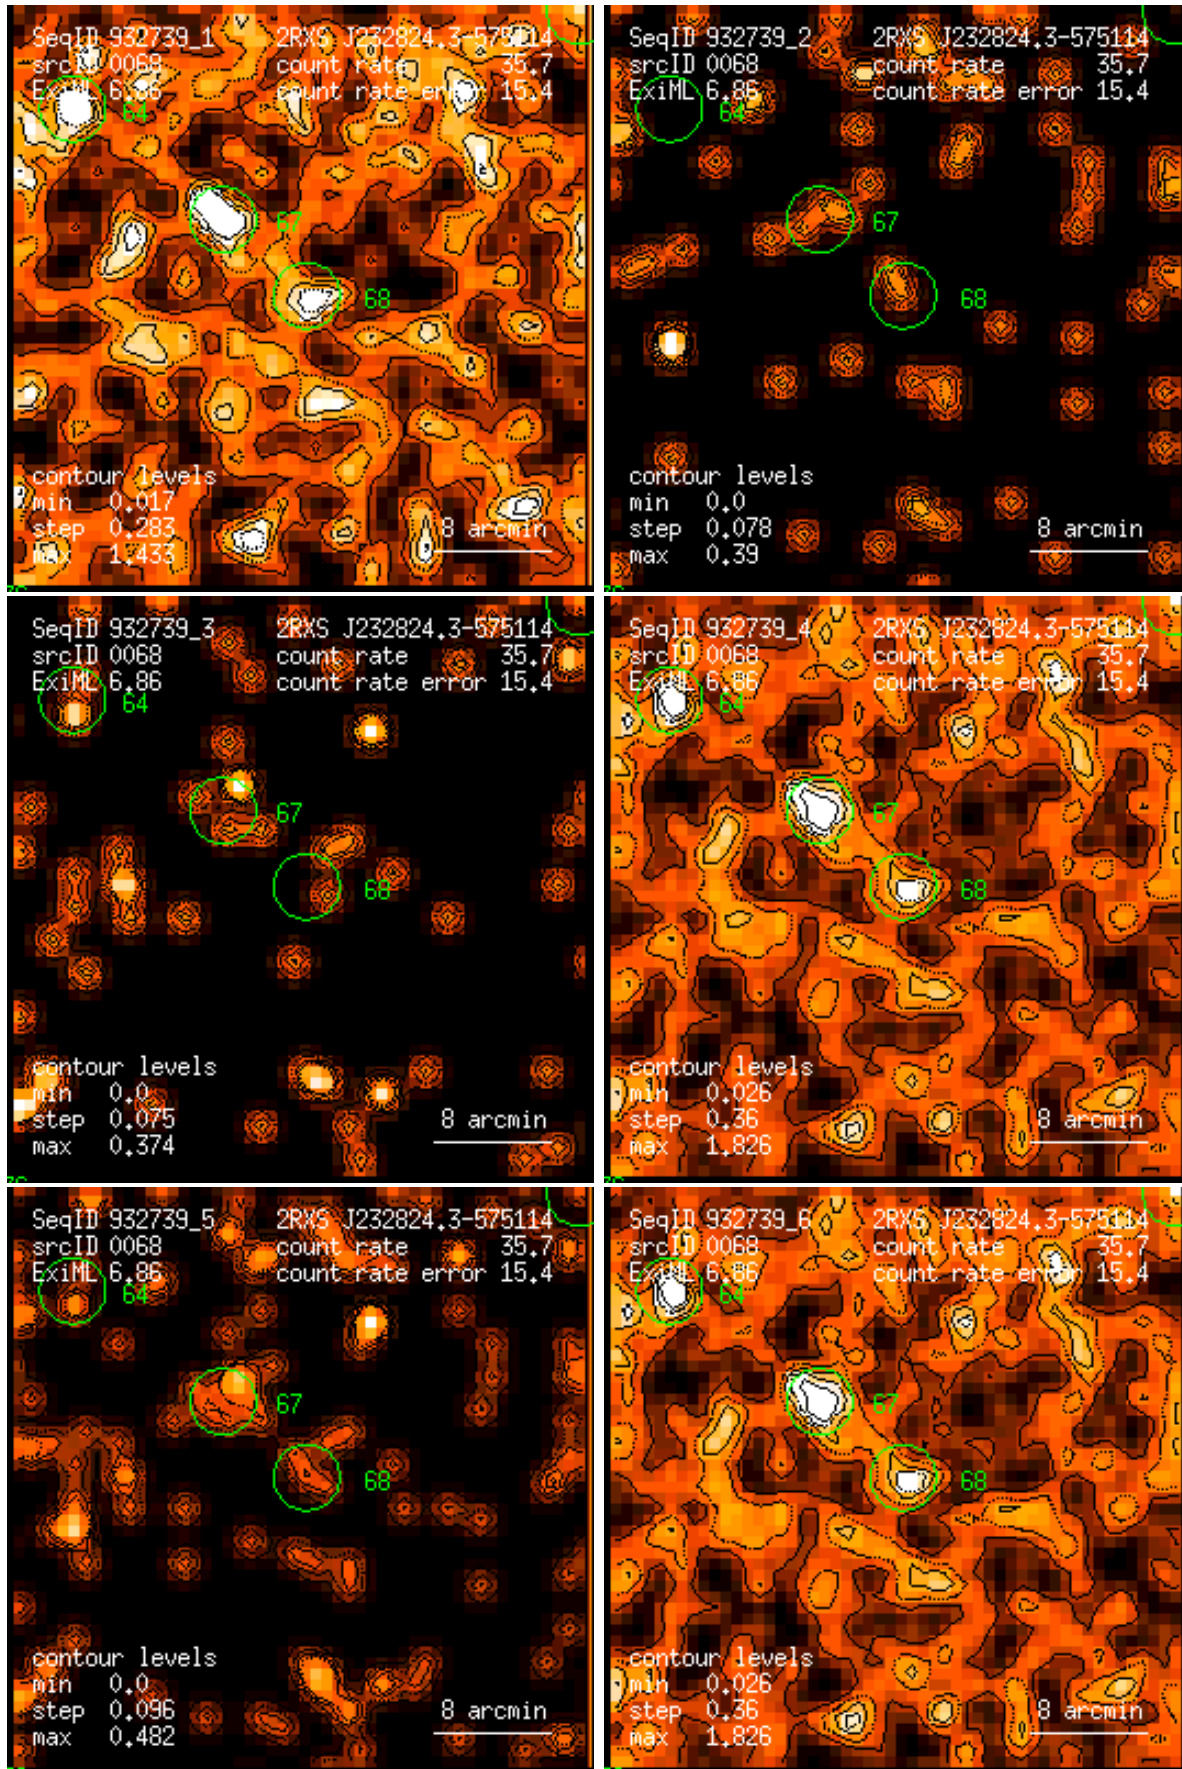 SeqID 932739_1 2RXS J232824.3-575114
srcID 0068 count rate 35.7
ExiML 6.86 count rate error 15.4
64
67
68
contour levels
min 0.017
step 0.283
max 1.433
8 arcmin
SeqID 932739_2 2RXS J232824.3-575114
srcID 0068 count rate 35.7
ExiML 6.86 count rate error 15.4
64
67
68
contour levels
min 0.0
step 0.078
max 0.39
8 arcmin
SeqID 932739_3 2RXS J232824.3-575114
srcID 0068 count rate 35.7
ExiML 6.86 count rate error 15.4
64
67
68
contour levels
min 0.0
step 0.075
max 0.374
8 arcmin
SeqID 932739_4 2RXS J232824.3-575114
srcID 0068 count rate 35.7
ExiML 6.86 count rate error 15.4
64
67
68
contour levels
min 0.026
step 0.36
max 1.826
8 arcmin
SeqID 932739_5 2RXS J232824.3-575114
srcID 0068 count rate 35.7
ExiML 6.86 count rate error 15.4
64
67
68
contour levels
min 0.0
step 0.096
max 0.482
8 arcmin
SeqID 932739_6 2RXS J232824.3-575114
srcID 0068 count rate 35.7
ExiML 6.86 count rate error 15.4
64
67
68
contour levels
min 0.026
step 0.36
max 1.826
8 arcmin